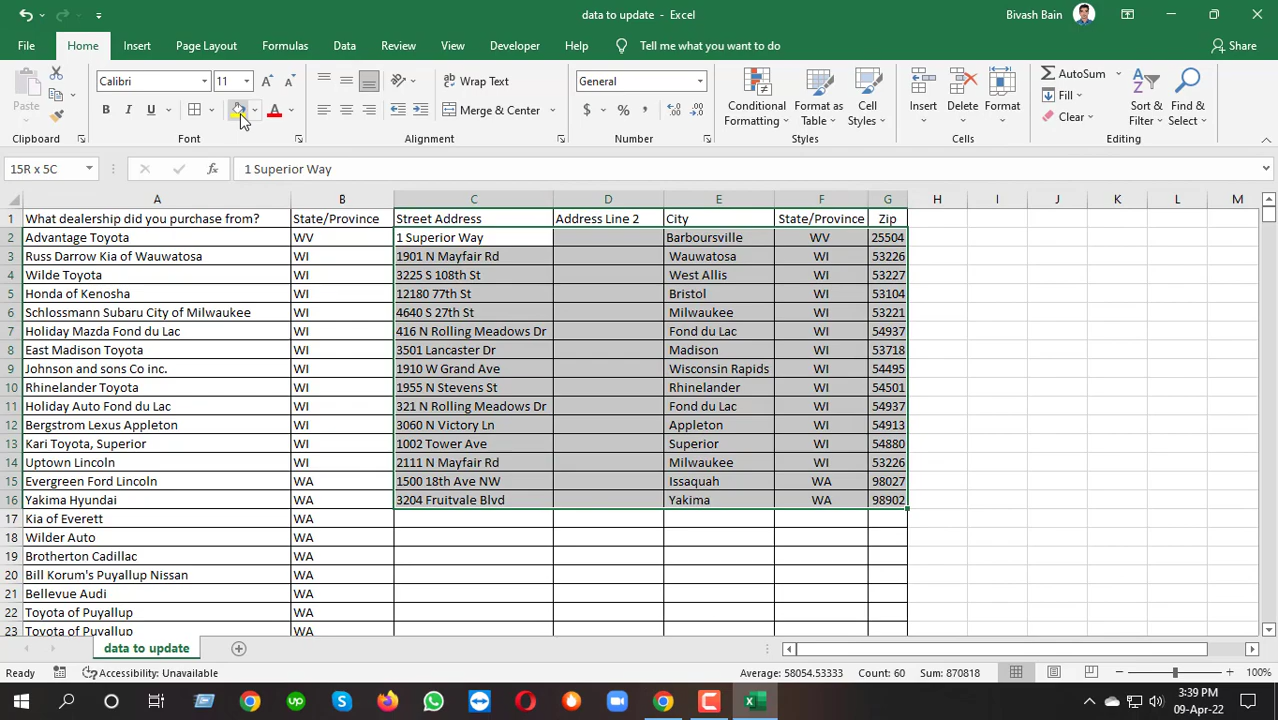 data to update - Excel
Bivash Bain
File Home Insert Page Layout Formulas Data Review View Developer Help Tell me what you want to do Share
Paste
Calibri 11
B I U
Wrap Text
Merge & Center
General
$ % ,
Conditional Formatting
Format as Table
Cell Styles
Insert
Delete
Format
AutoSum
Fill
Clear
Sort & Filter
Find & Select
Clipboard Font Alignment Number Styles Cells Editing
15R x 5C fx 1 Superior Way
A B C D E F G H I J K L M
1 What dealership did you purchase from? State/Province Street Address Address Line 2 City State/Province Zip
2 Advantage Toyota WV 1 Superior Way Barboursville WV 25504
3 Russ Darrow Kia of Wauwatosa WI 1901 N Mayfair Rd Wauwatosa WI 53226
4 Wilde Toyota WI 3225 S 108th St West Allis WI 53227
5 Honda of Kenosha WI 12180 77th St Bristol WI 53104
6 Schlossmann Subaru City of Milwaukee WI 4640 S 27th St Milwaukee WI 53221
7 Holiday Mazda Fond du Lac WI 416 N Rolling Meadows Dr Fond du Lac WI 54937
8 East Madison Toyota WI 3501 Lancaster Dr Madison WI 53718
9 Johnson and sons Co inc. WI 1910 W Grand Ave Wisconsin Rapids WI 54495
10 Rhinelander Toyota WI 1955 N Stevens St Rhinelander WI 54501
11 Holiday Auto Fond du Lac WI 321 N Rolling Meadows Dr Fond du Lac WI 54937
12 Bergstrom Lexus Appleton WI 3060 N Victory Ln Appleton WI 54913
13 Kari Toyota, Superior WI 1002 Tower Ave Superior WI 54880
14 Uptown Lincoln WI 2111 N Mayfair Rd Milwaukee WI 53226
15 Evergreen Ford Lincoln WA 1500 18th Ave NW Issaquah WA 98027
16 Yakima Hyundai WA 3204 Fruitvale Blvd Yakima WA 98902
17 Kia of Everett WA
18 Wilder Auto WA
19 Brotherton Cadillac WA
20 Bill Korum's Puyallup Nissan WA
21 Bellevue Audi WA
22 Toyota of Puyallup WA
23 Toyota of Puyallup WA
data to update
Ready Accessibility: Unavailable Average: 58054.53333 Count: 60 Sum: 870818 100%
up
3:39 PM
09-Apr-22